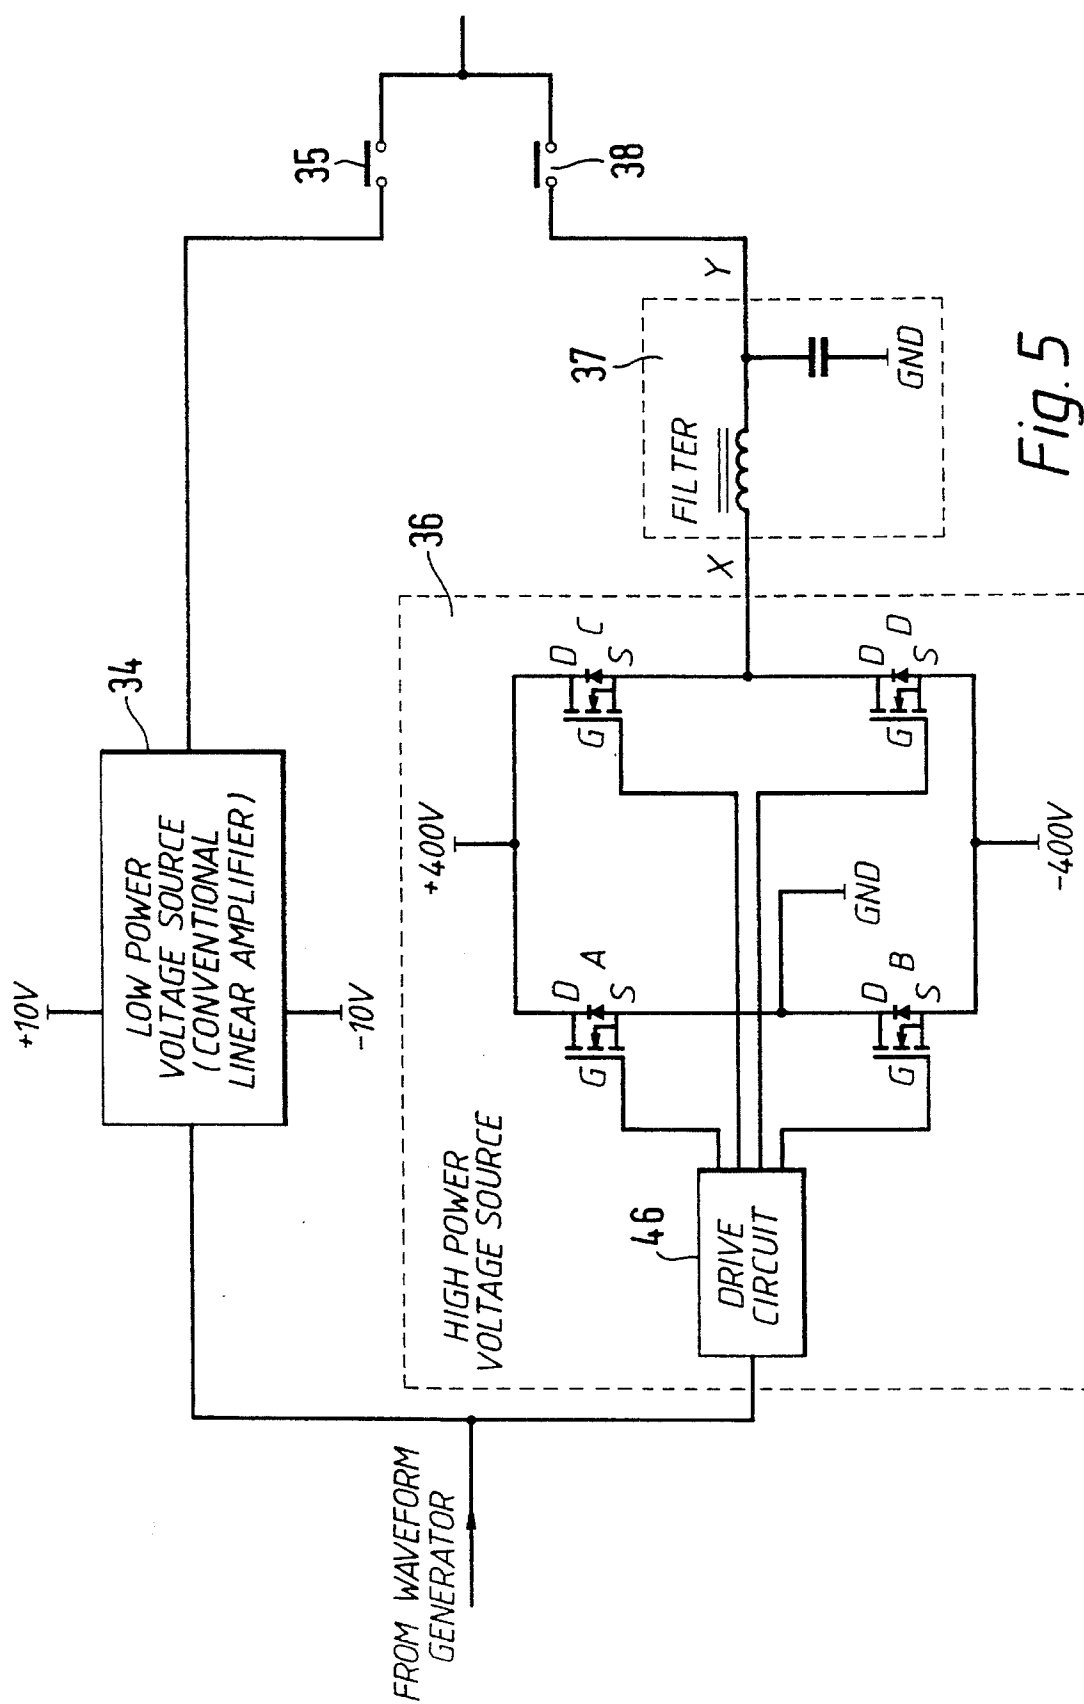 FROM WAVEFORM
GENERATOR
+10V
LOW POWER
VOLTAGE SOURCE
(CONVENTIONAL
LINEAR AMPLIFIER)
-10V
34
35
38
36
HIGH POWER
VOLTAGE SOURCE
46
DRIVE
CIRCUIT
+400V
G
D
S
A
G
D
S
B
G
D
S
C
G
D
S
D
GND
-400V
X
FILTER
37
GND
Y
Fig. 5